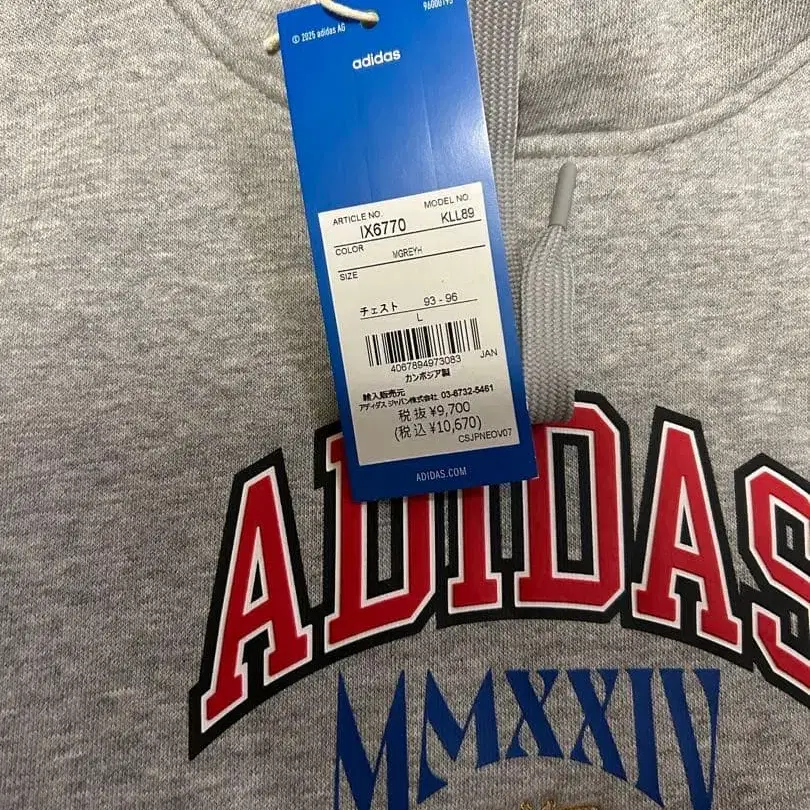 © 2025 adidas AG
96000195
adidas
ARTICLE NO.
MODEL NO.
IX6770
KLL89
COLOR
MGREYH
SIZE
チェスト 93 - 96
L
4067894973083 JAN
カンボジア製
輸入販売元
アディダス ジャパン株式会社 03-6732-5461
税抜 ¥9,700
(税込 ¥10,670)
CSJPNEOV07
ADIDAS.COM
ADIDAS
MMXXIV